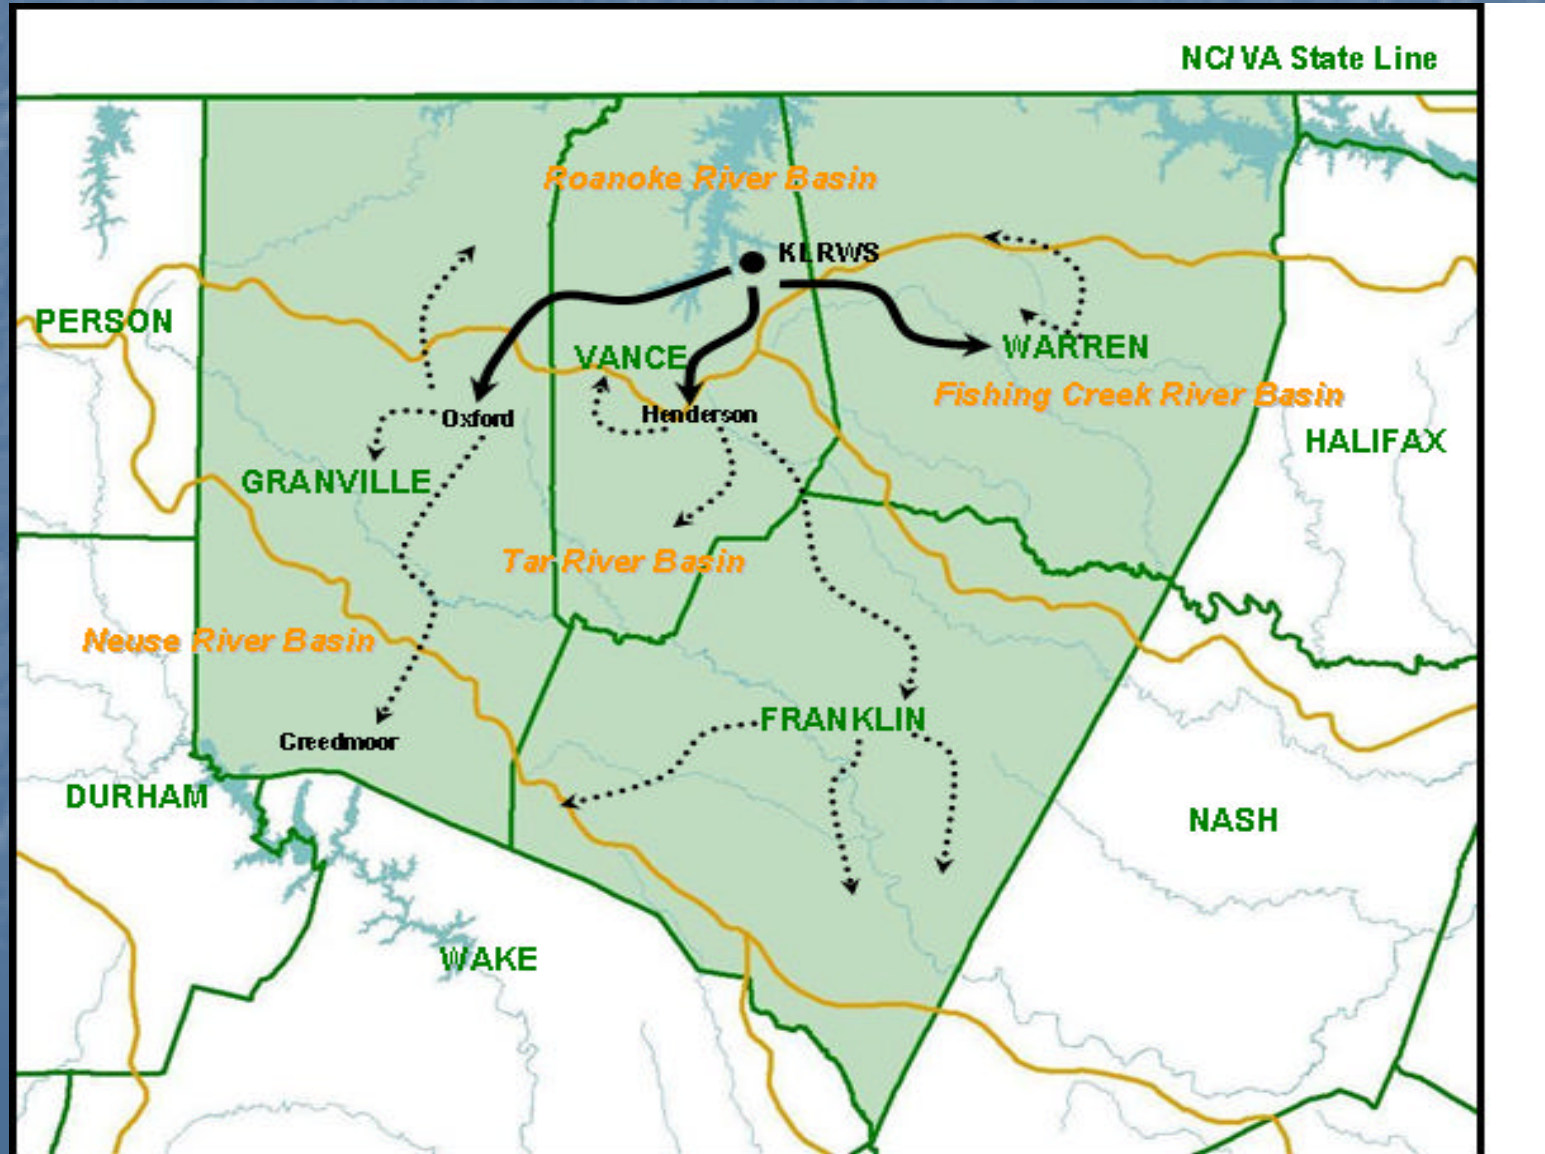 NC/VA State Line
Roanoke River Basin
KLRWS
PERSON
VANCE
WARREN
Fishing Creek River Basin
Oxford
Henderson
HALIFAX
GRANVILLE
Tar River Basin
Neuse River Basin
FRANKLIN
Creedmoor
DURHAM
NASH
WAKE